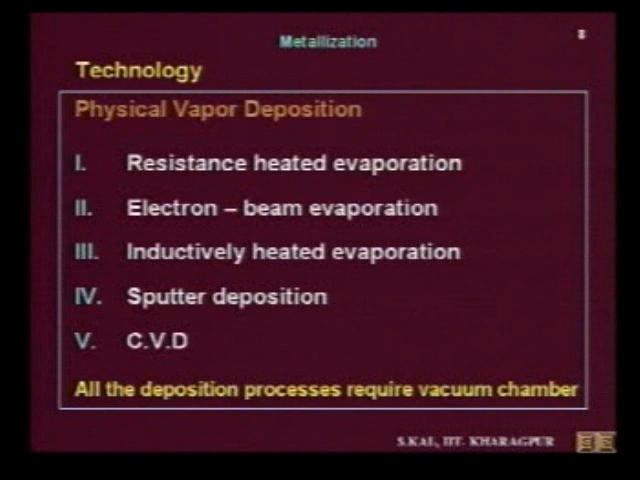 Metallization
8
Technology
Physical Vapor Deposition
I. Resistance heated evaporation
II. Electron – beam evaporation
III. Inductively heated evaporation
IV. Sputter deposition
V. C.V.D
All the deposition processes require vacuum chamber
S.KAL, IIT- KHARAGPUR